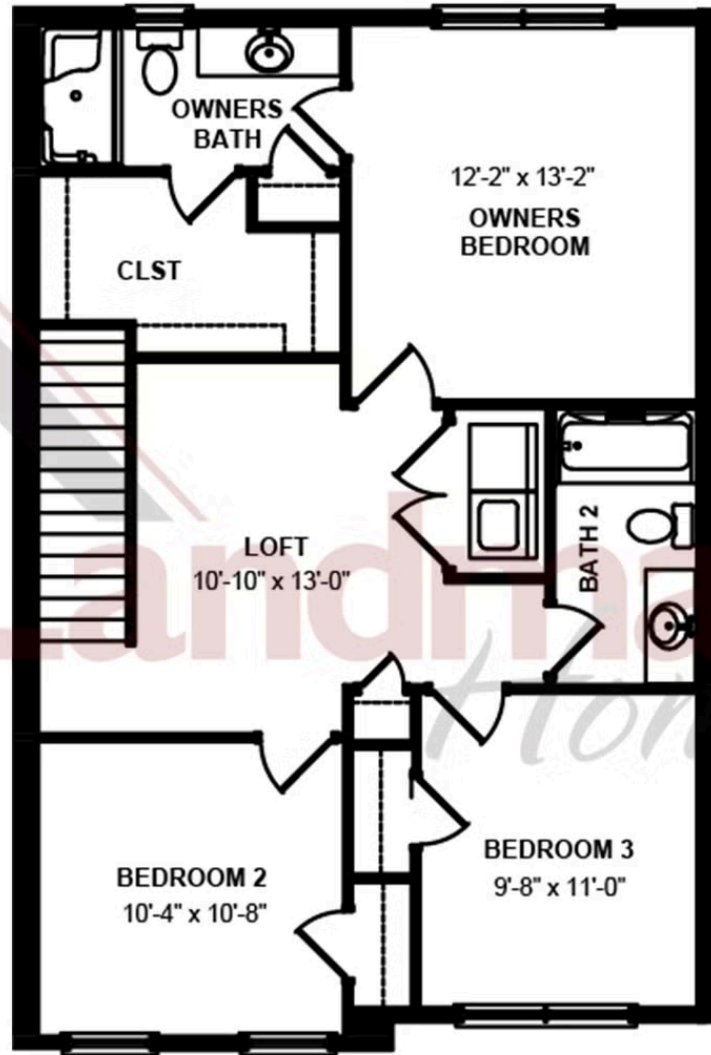 OWNERS
BATH
12'-2" x 13'-2"
OWNERS
BEDROOM
CLST
LOFT
10'-10" x 13'-0"
BATH 2
BEDROOM 2
10'-4" x 10'-8"
BEDROOM 3
9'-8" x 11'-0"